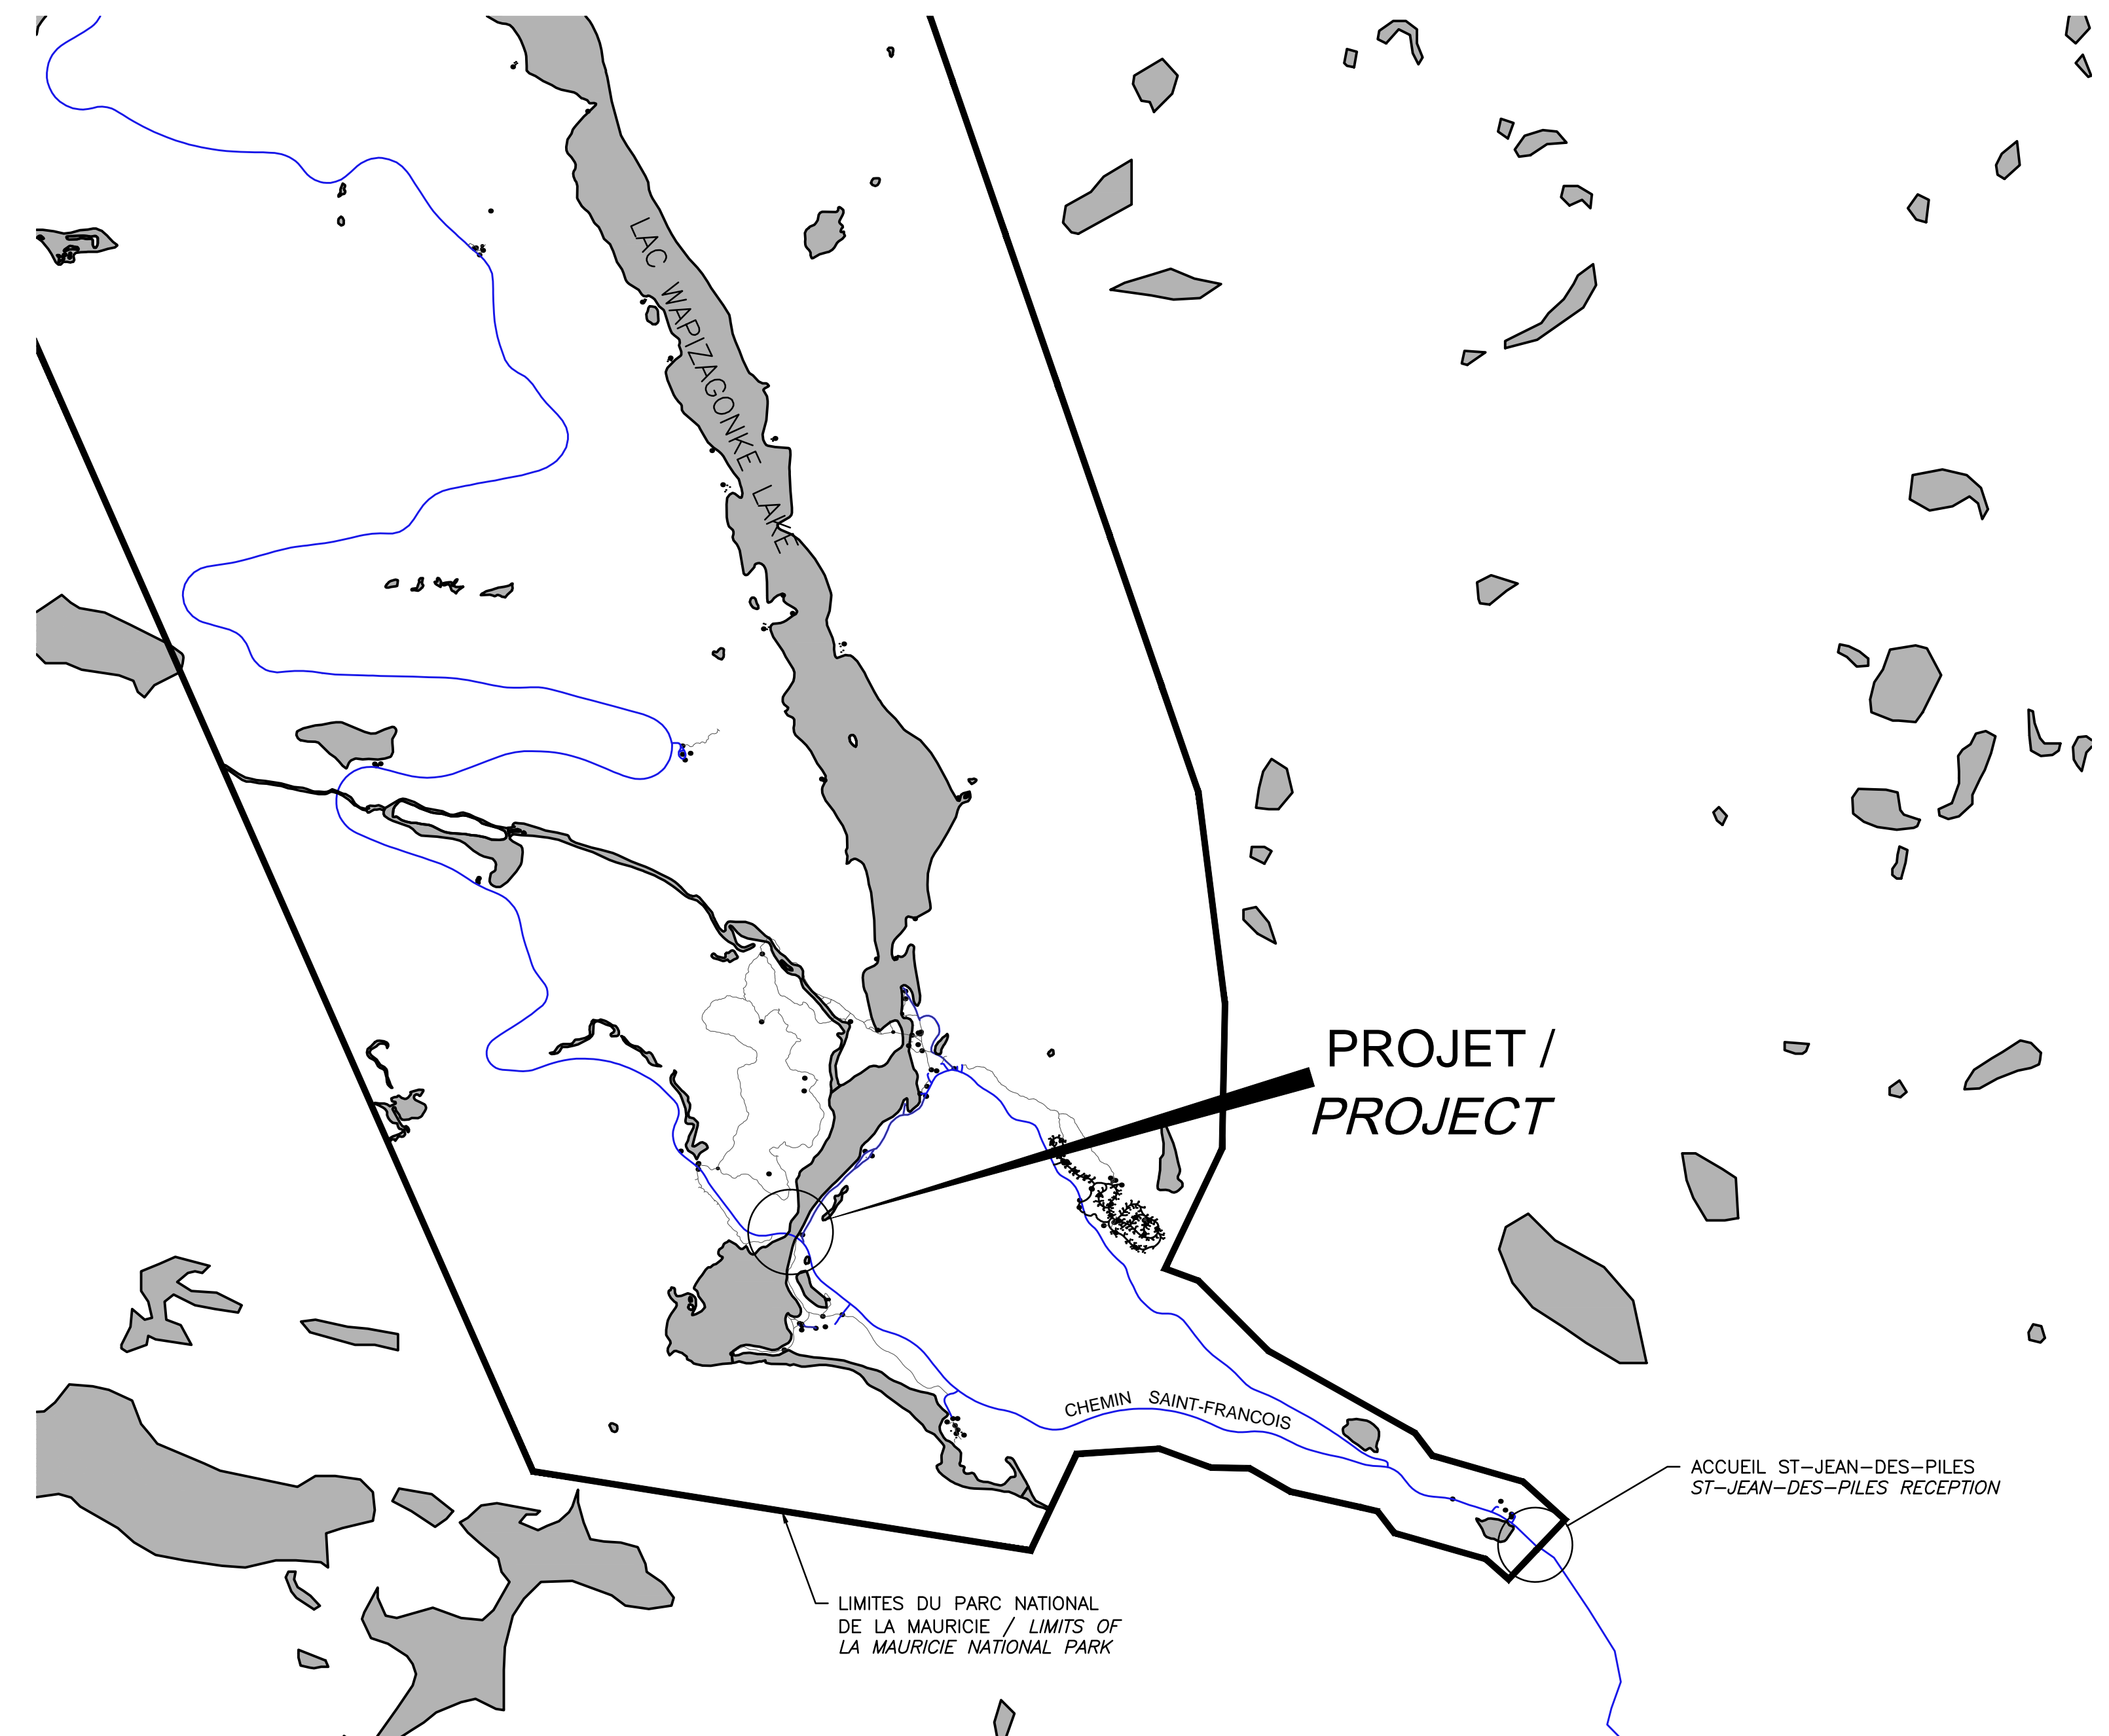 LAC WAPIZAGONKE LAKE
PROJET /
PROJECT
CHEMIN SAINT-FRANCOIS
ACCUEIL ST-JEAN-DES-PILES
ST-JEAN-DES-PILES RECEPTION
LIMITES DU PARC NATIONAL
DE LA MAURICIE / LIMITS OF
LA MAURICIE NATIONAL PARK